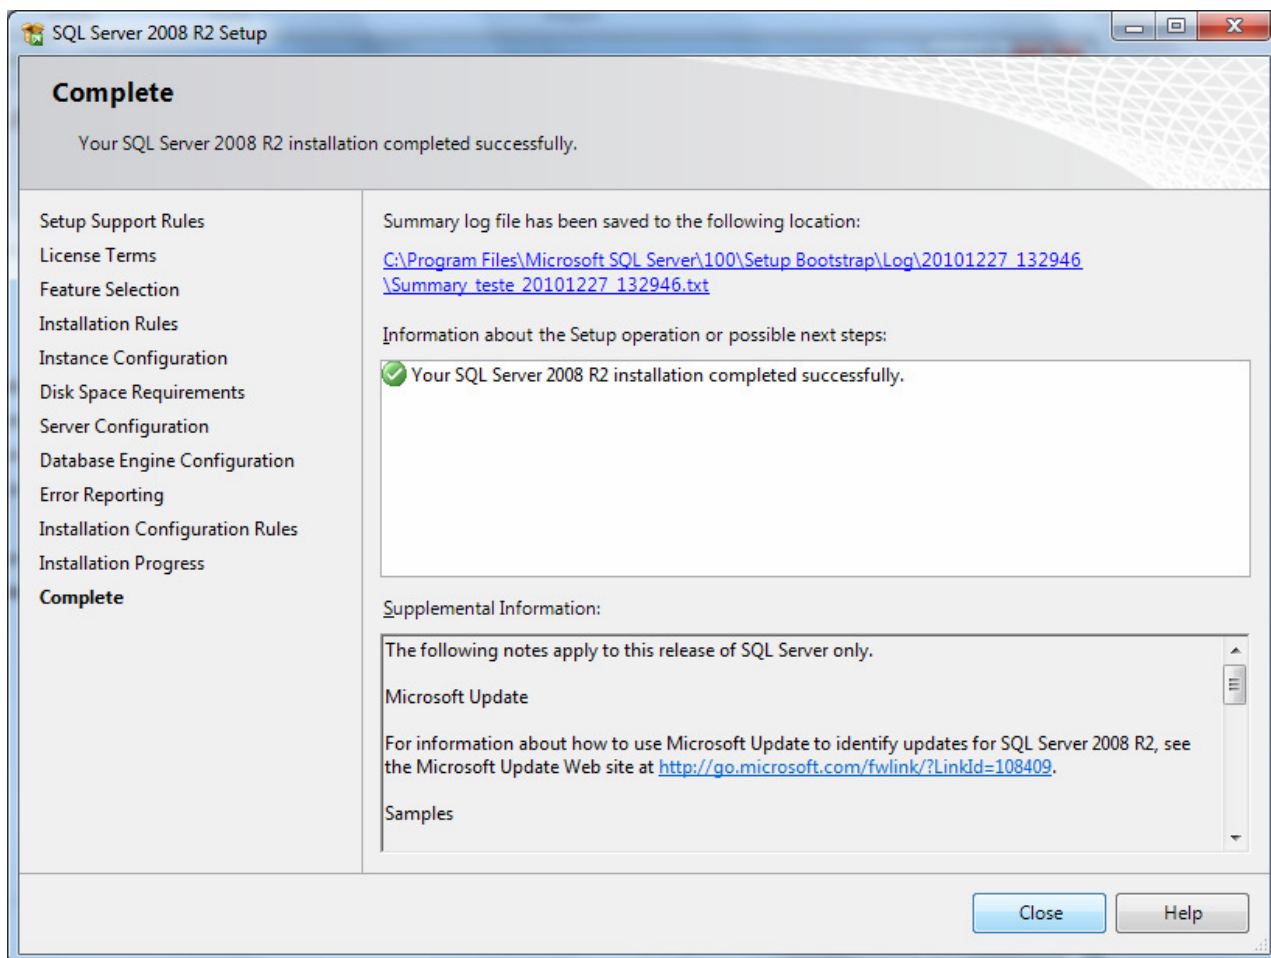 SQL Server 2008 R2 Setup
Complete
Your SQL Server 2008 R2 installation completed successfully.
Setup Support Rules
License Terms
Feature Selection
Installation Rules
Instance Configuration
Disk Space Requirements
Server Configuration
Database Engine Configuration
Error Reporting
Installation Configuration Rules
Installation Progress
Complete
Summary log file has been saved to the following location:
C:\Program Files\Microsoft SQL Server\100\Setup Bootstrap\Log\20101227_132946
\Summary_teste_20101227_132946.txt
Information about the Setup operation or possible next steps:
Your SQL Server 2008 R2 installation completed successfully.
Supplemental Information:
The following notes apply to this release of SQL Server only.
Microsoft Update
For information about how to use Microsoft Update to identify updates for SQL Server 2008 R2, see
the Microsoft Update Web site at http://go.microsoft.com/fwlink/?LinkId=108409.
Samples
Close
Help